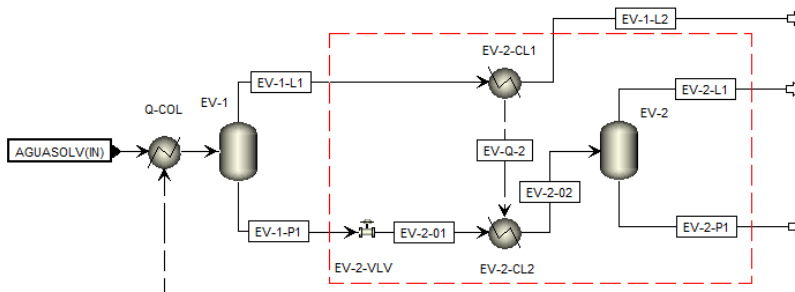 EV-1-L2
EV-2-CL1
EV-1-L1
EV-2-L1
Q-COL
EV-1
EV-2
AGUASOLV(IN)
EV-Q-2
EV-2-02
EV-1-P1
EV-2-01
EV-2-P1
EV-2-VLV
EV-2-CL2